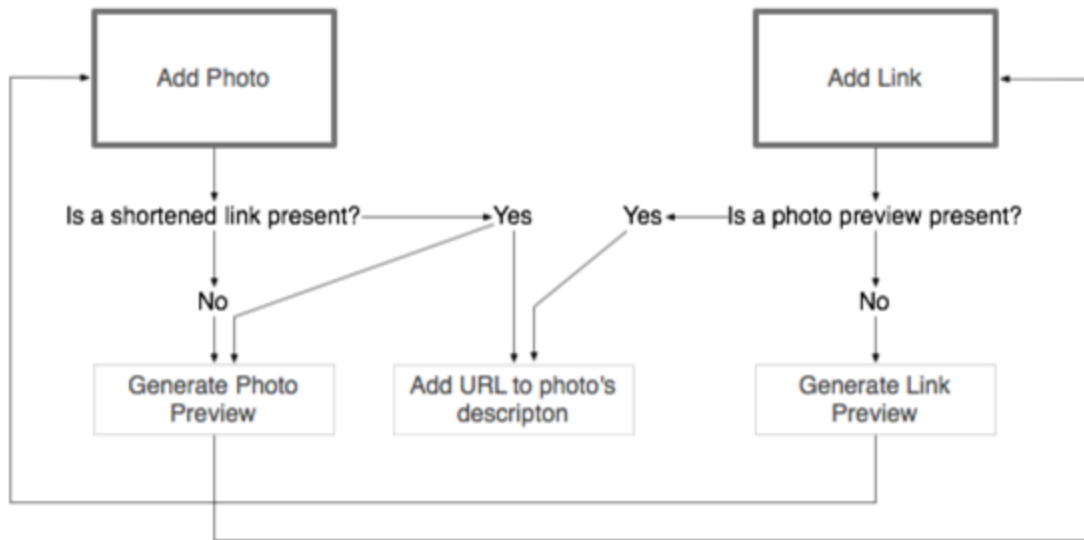 Add Photo
Add Link
Is a shortened link present?
Yes
Yes
Is a photo preview present?
No
No
Generate Photo
Preview
Add URL to photo's
descripton
Generate Link
Preview